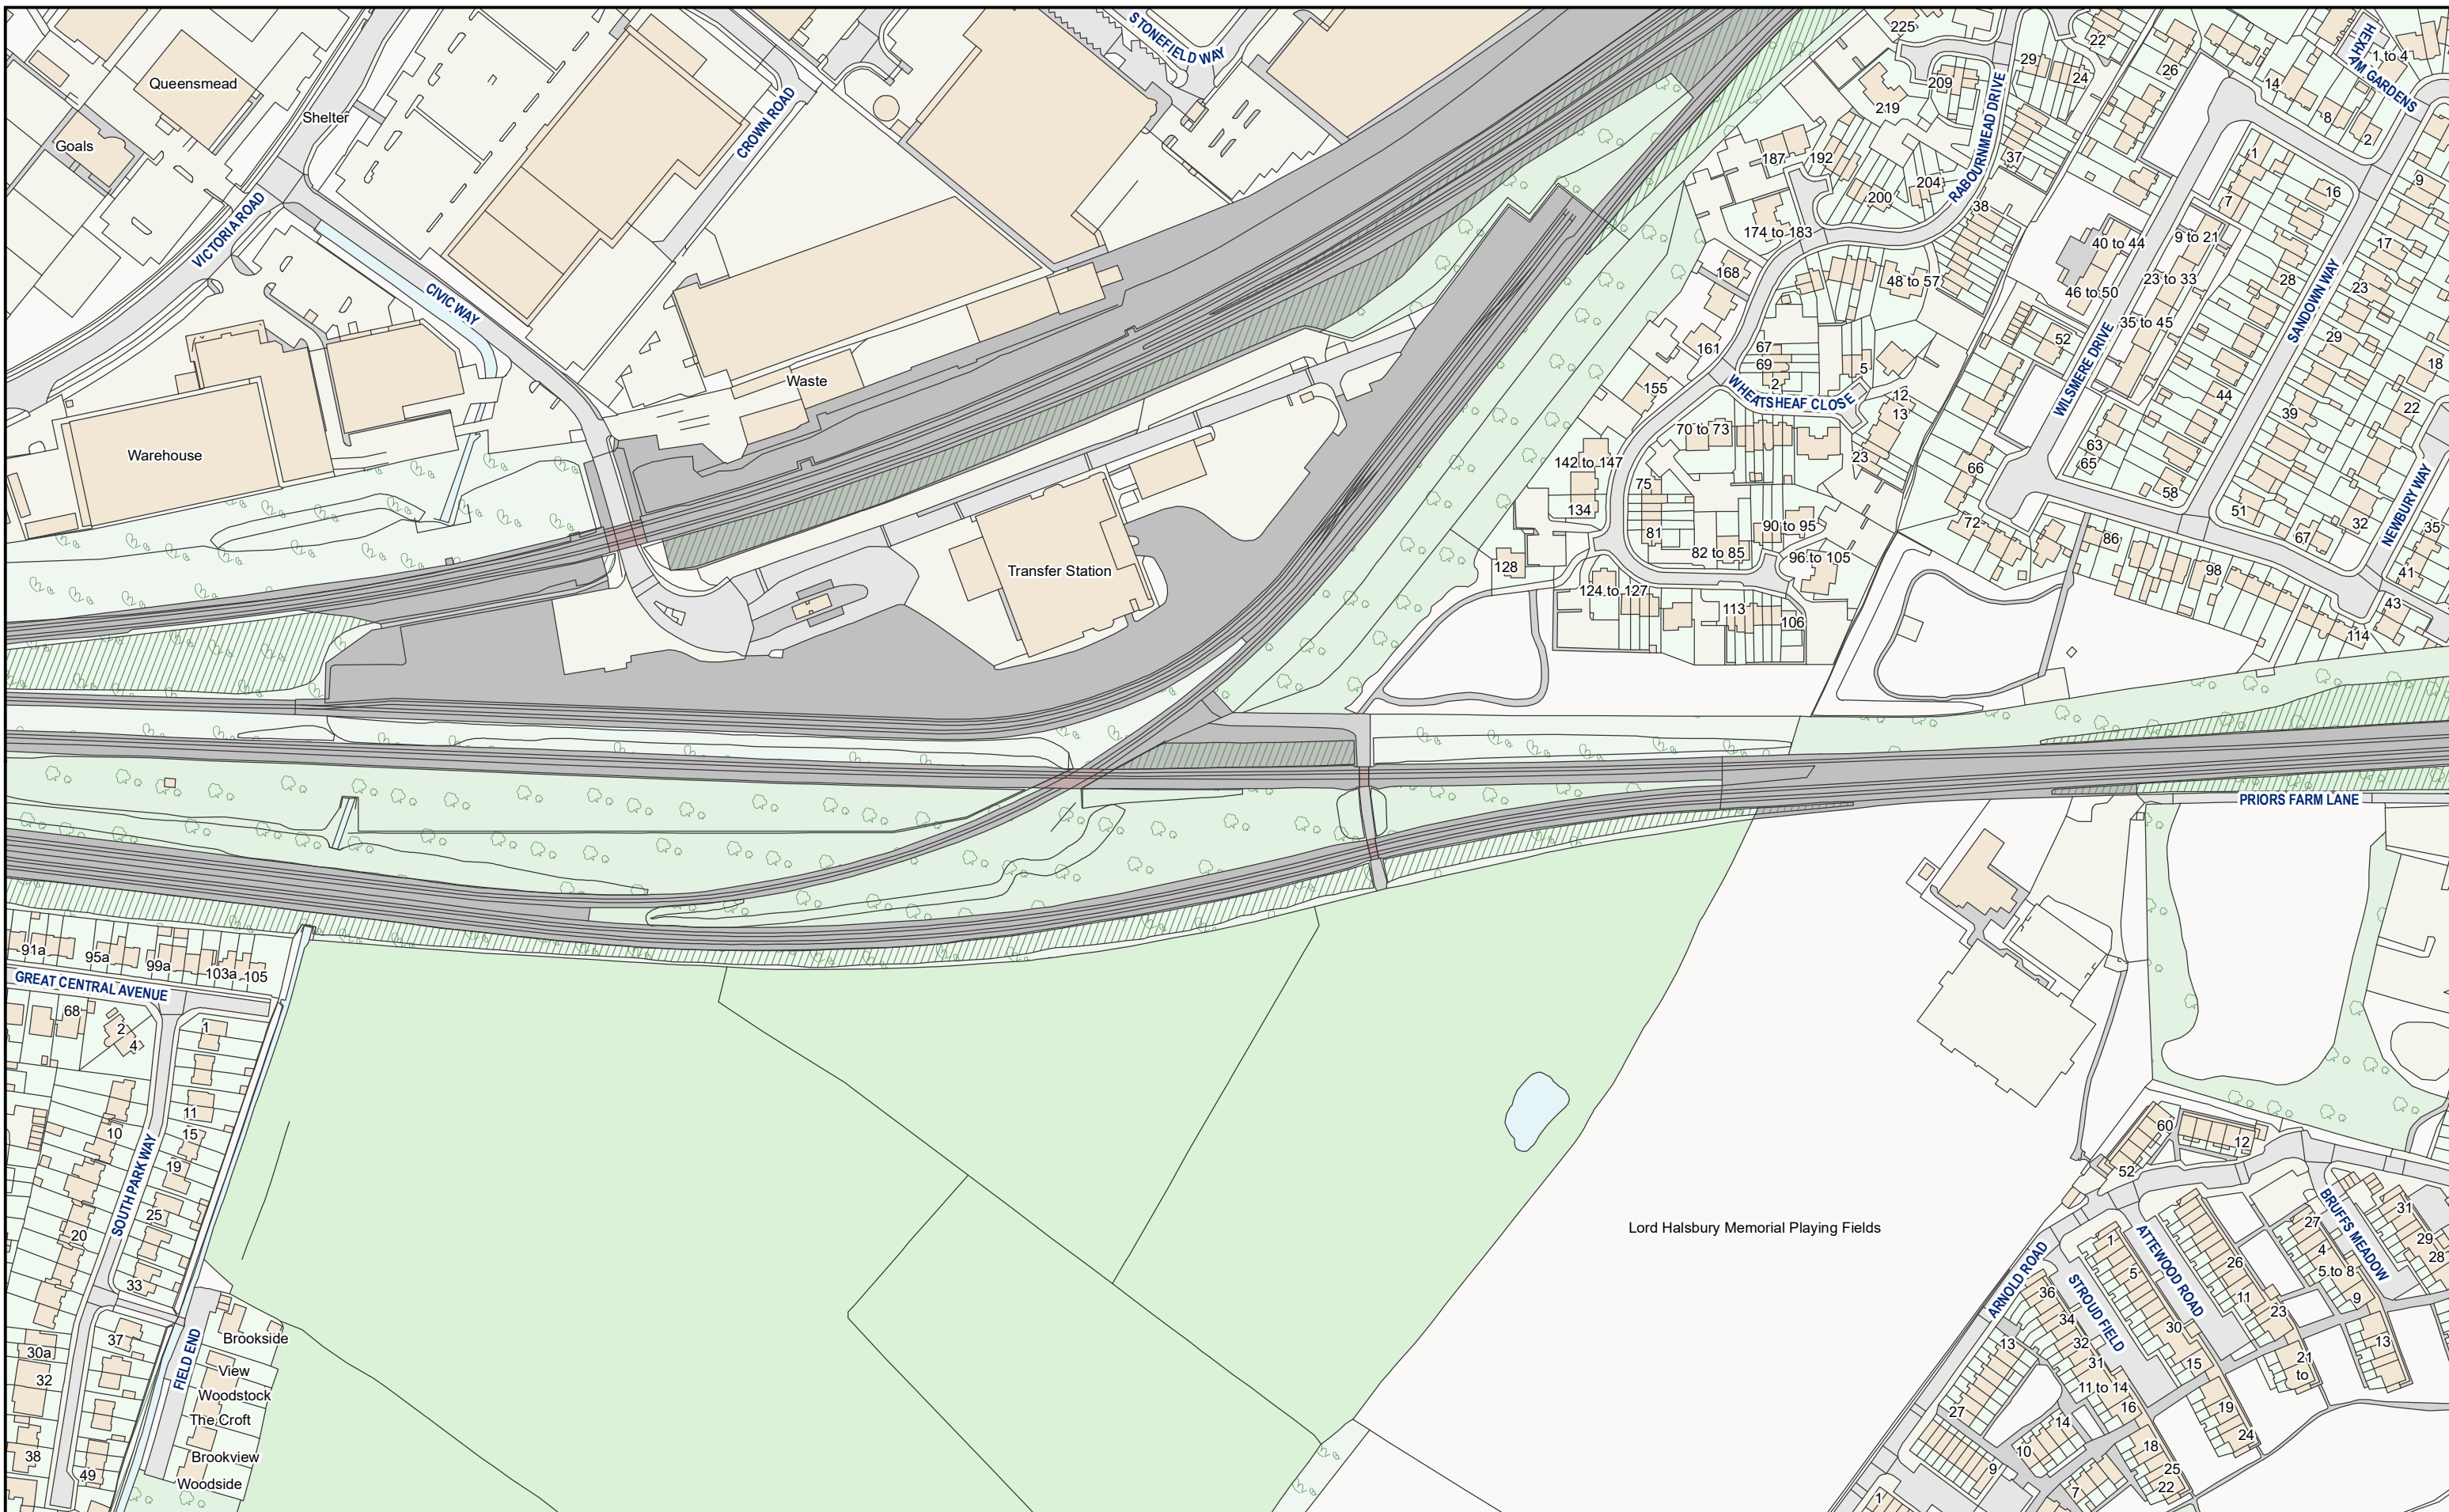 STONEFIELD WAY
225
22
29
24
26
HEXHAM GARDENS
1 to 4
Queensmead
Shelter
CROWN ROAD
209
219
RABOURNMEAD DRIVE
14
8
2
Goals
187
192
37
1
VICTORIA ROAD
200
204
38
16
9
7
174 to 183
40 to 44
9 to 21
17
168
48 to 57
46 to 50
23 to 33
28
23
SANDOWN WAY
CIVIC WAY
161
67
69
2
5
52
35 to 45
29
WILSMERE DRIVE
18
Waste
155
WHEATSHEAF CLOSE
12
13
44
39
22
Warehouse
70 to 73
142 to 147
23
63
65
66
58
75
134
81
90 to 95
82 to 85
96 to 105
72
86
51
67
32
NEWBURY WAY
35
Transfer Station
128
124 to 127
113
106
98
41
43
114
PRIORS FARM LANE
91a
95a
99a
103a
105
GREAT CENTRAL AVENUE
68
2
4
1
11
10
15
19
SOUTH PARK WAY
25
20
33
60
12
52
Lord Halsbury Memorial Playing Fields
BRUFFS MEADOW
31
27
29
28
4
5 to 8
9
ARNOLD ROAD
ATTEWOOD ROAD
STROUD FIELD
1
5
26
11
23
36
34
32
31
30
15
13
13
21
to
11 to 14
16
19
24
27
14
10
18
25
22
9
7
1
37
30a
32
FIELD END
Brookside
View
Woodstock
The Croft
Brookview
Woodside
38
49